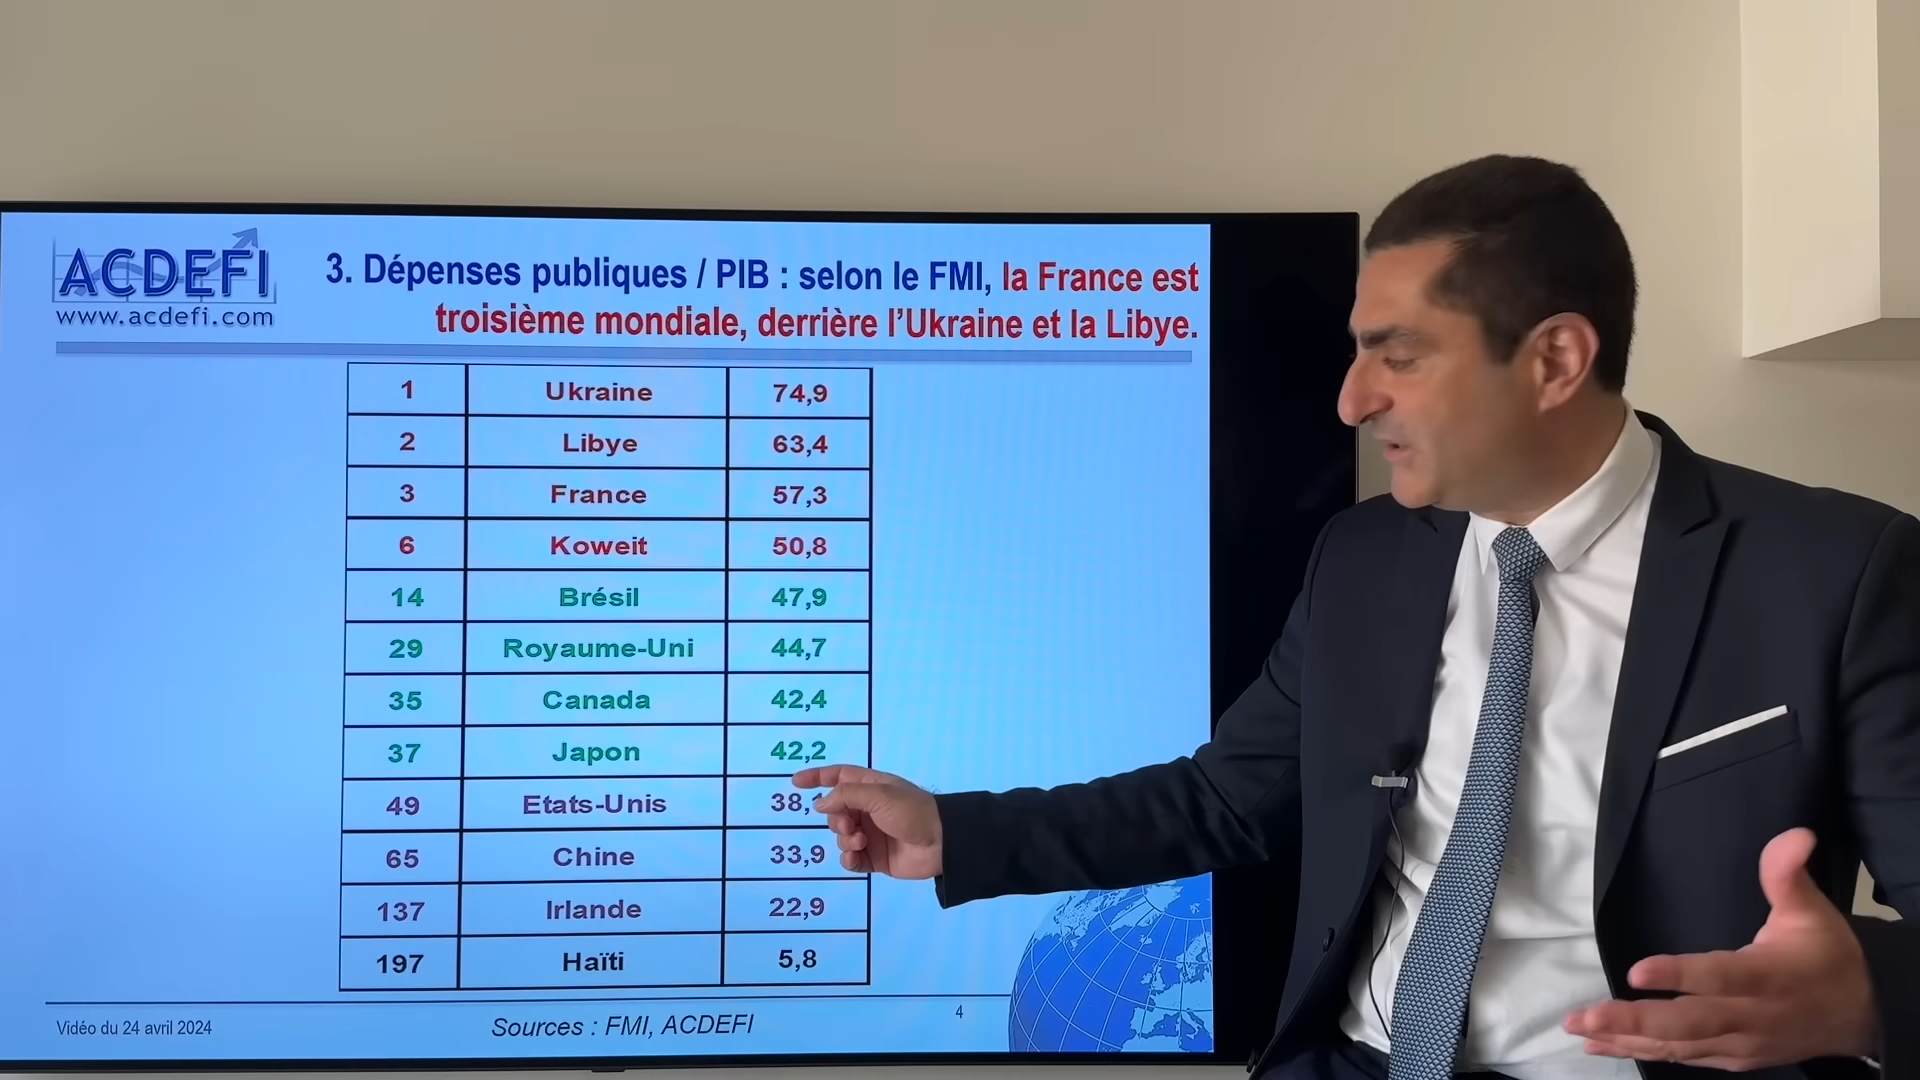 ACDEFI
www.acdefi.com
3. Dépenses publiques / PIB : selon le FMI, la France est
troisième mondiale, derrière l’Ukraine et la Libye.
1 Ukraine 74,9
2 Libye 63,4
3 France 57,3
6 Koweit 50,8
14 Brésil 47,9
29 Royaume-Uni 44,7
35 Canada 42,4
37 Japon 42,2
49 Etats-Unis
65 Chine 33,9
137 Irlande 22,9
197 Haïti 5,8
Vidéo du 24 avril 2024
Sources : FMI, ACDEFI
4